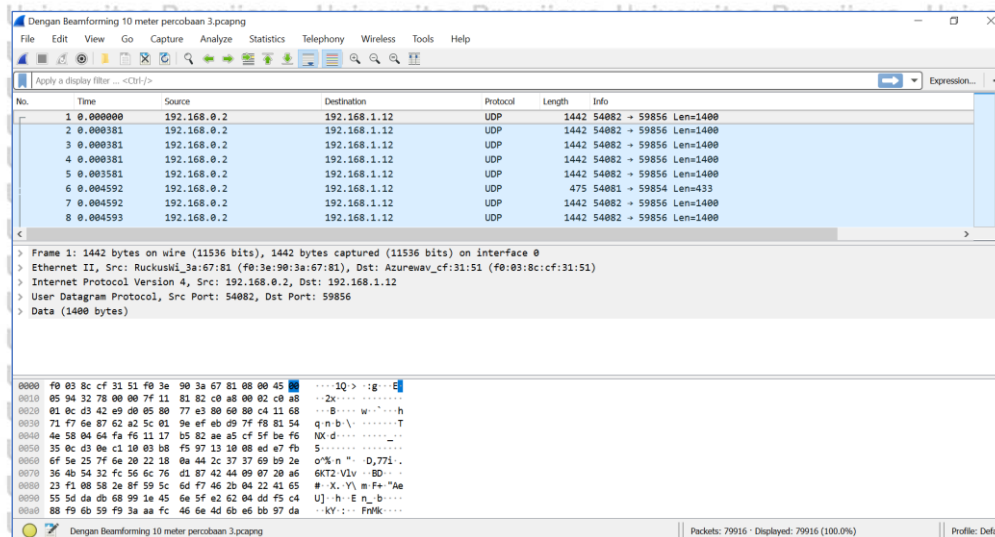 Dengan Beamforming 10 meter percobaan 3.pcapng
File Edit View Go Capture Analyze Statistics Telephony Wireless Tools Help
Apply a display filter ... <Ctrl-/> Expression...
No. Time Source Destination Protocol Length Info
1 0.000000 192.168.0.2 192.168.1.12 UDP 1442 54082 → 59856 Len=1400
2 0.000381 192.168.0.2 192.168.1.12 UDP 1442 54082 → 59856 Len=1400
3 0.000381 192.168.0.2 192.168.1.12 UDP 1442 54082 → 59856 Len=1400
4 0.000381 192.168.0.2 192.168.1.12 UDP 1442 54082 → 59856 Len=1400
5 0.003581 192.168.0.2 192.168.1.12 UDP 1442 54082 → 59856 Len=1400
6 0.004592 192.168.0.2 192.168.1.12 UDP 475 54081 → 59854 Len=433
7 0.004592 192.168.0.2 192.168.1.12 UDP 1442 54082 → 59856 Len=1400
8 0.004593 192.168.0.2 192.168.1.12 UDP 1442 54082 → 59856 Len=1400
> Frame 1: 1442 bytes on wire (11536 bits), 1442 bytes captured (11536 bits) on interface 0
> Ethernet II, Src: RuckusWi_3a:67:81 (f0:3e:90:3a:67:81), Dst: Azurewav_cf:31:51 (f0:03:8c:cf:31:51)
> Internet Protocol Version 4, Src: 192.168.0.2, Dst: 192.168.1.12
> User Datagram Protocol, Src Port: 54082, Dst Port: 59856
> Data (1400 bytes)
0000 f0 03 8c cf 31 51 f0 3e 90 3a 67 81 08 00 45 00 ····1Q·> ·:g···E·
0010 05 94 32 78 00 00 7f 11 81 82 c0 a8 00 02 c0 a8 ··2x···· ········
0020 01 0c d3 42 e9 d0 05 80 77 e3 80 60 80 c4 11 68 ···B···· w··`···h
0030 71 f7 6e 87 62 a2 5c 01 9e ef eb d9 7f f8 81 54 q·n·b·\· ·······T
0040 4e 58 04 64 fa f6 11 17 b5 82 ae a5 cf 5f be f6 NX·d···· ·····_··
0050 35 0c d3 0e c1 10 03 b8 f5 97 13 10 08 ed e7 fb 5······· ········
0060 6f 5e 25 7f 6e 20 22 18 0a 44 2c 37 37 69 b9 2e o^%·n "· ·D,77i·.
0070 36 4b 54 32 fc 56 6c 76 d1 87 42 44 09 07 20 a6 6KT2·Vlv ··BD·· ·
0080 23 f1 08 58 2e 8f 59 5c 6d f7 46 2b 04 22 41 65 #··X.·Y\ m·F+·"Ae
0090 55 5d da db 68 99 1e 45 6e 5f e2 62 04 dd f5 c4 U]··h··E n_·b····
00a0 88 f9 6b 59 f9 3a aa fc 46 6e 4d 6b e6 bb 97 da ··kY·:·· FnMk····
Dengan Beamforming 10 meter percobaan 3.pcapng Packets: 79916 · Displayed: 79916 (100.0%) Profile: Defa